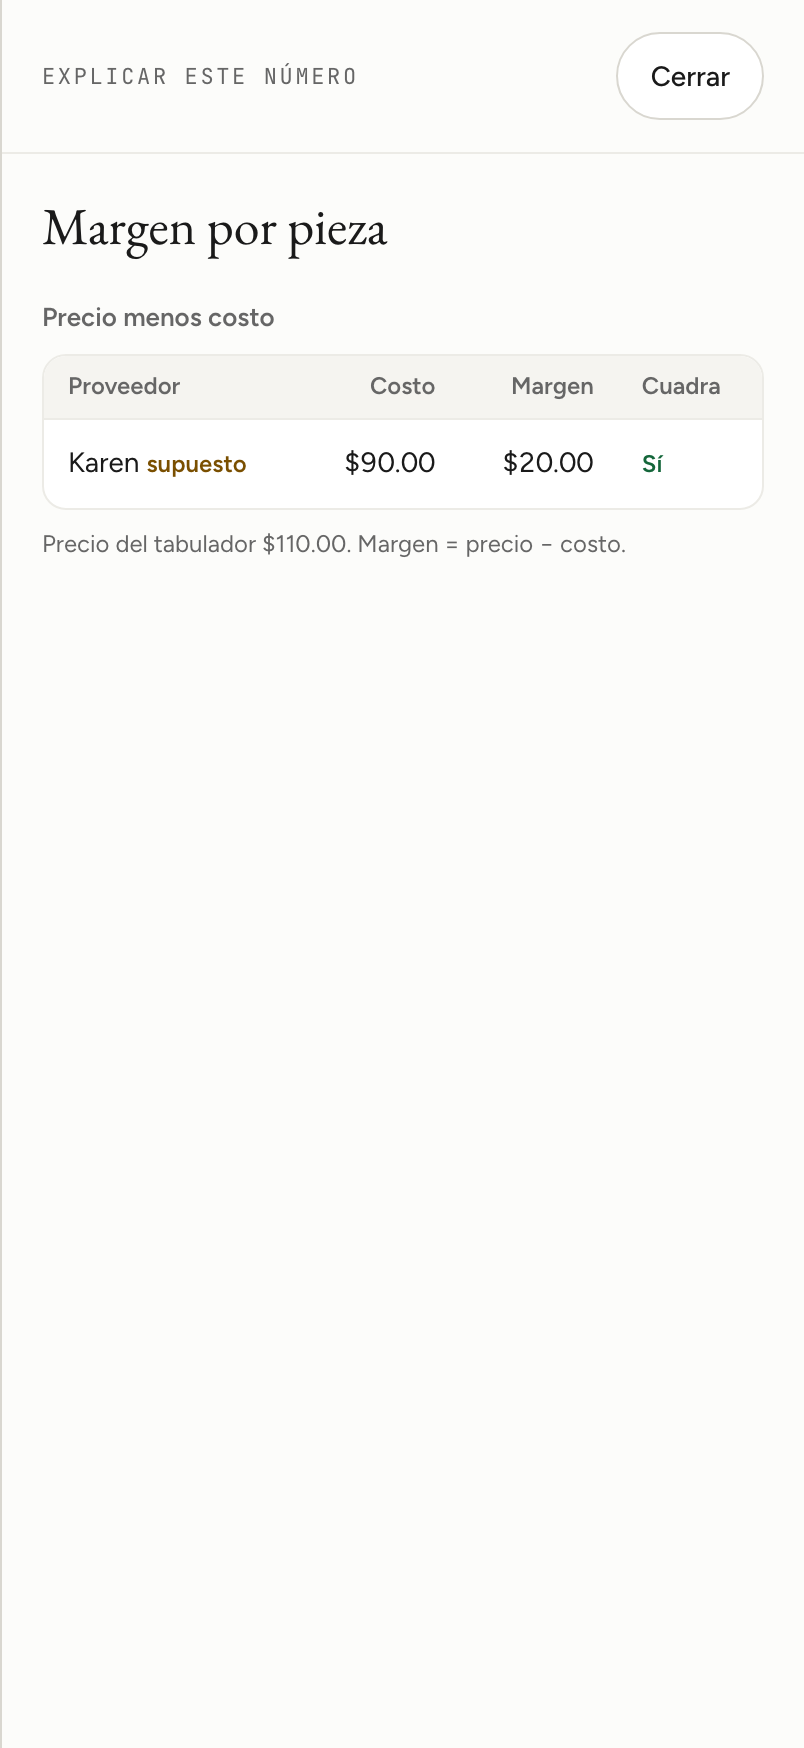 EXPLICAR ESTE NÚMERO
Cerrar
Margen por pieza
Precio menos costo
Proveedor Costo Margen Cuadra
Karen supuesto $90.00 $20.00 Sí
Precio del tabulador $110.00. Margen = precio − costo.